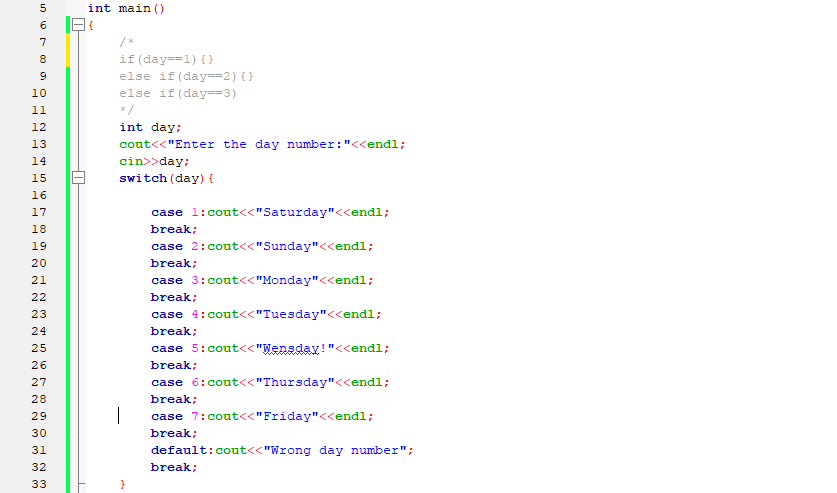 5 int main()
6 {
7 /*
8 if(day==1){}
9 else if(day==2){}
10 else if(day==3)
11 */
12 int day;
13 cout<<"Enter the day number:"<<endl;
14 cin>>day;
15 switch(day){
16
17 case 1:cout<<"Saturday"<<endl;
18 break;
19 case 2:cout<<"Sunday"<<endl;
20 break;
21 case 3:cout<<"Monday"<<endl;
22 break;
23 case 4:cout<<"Tuesday"<<endl;
24 break;
25 case 5:cout<<"Wensday!"<<endl;
26 break;
27 case 6:cout<<"Thursday"<<endl;
28 break;
29 case 7:cout<<"Friday"<<endl;
30 break;
31 default:cout<<"Wrong day number";
32 break;
33 }